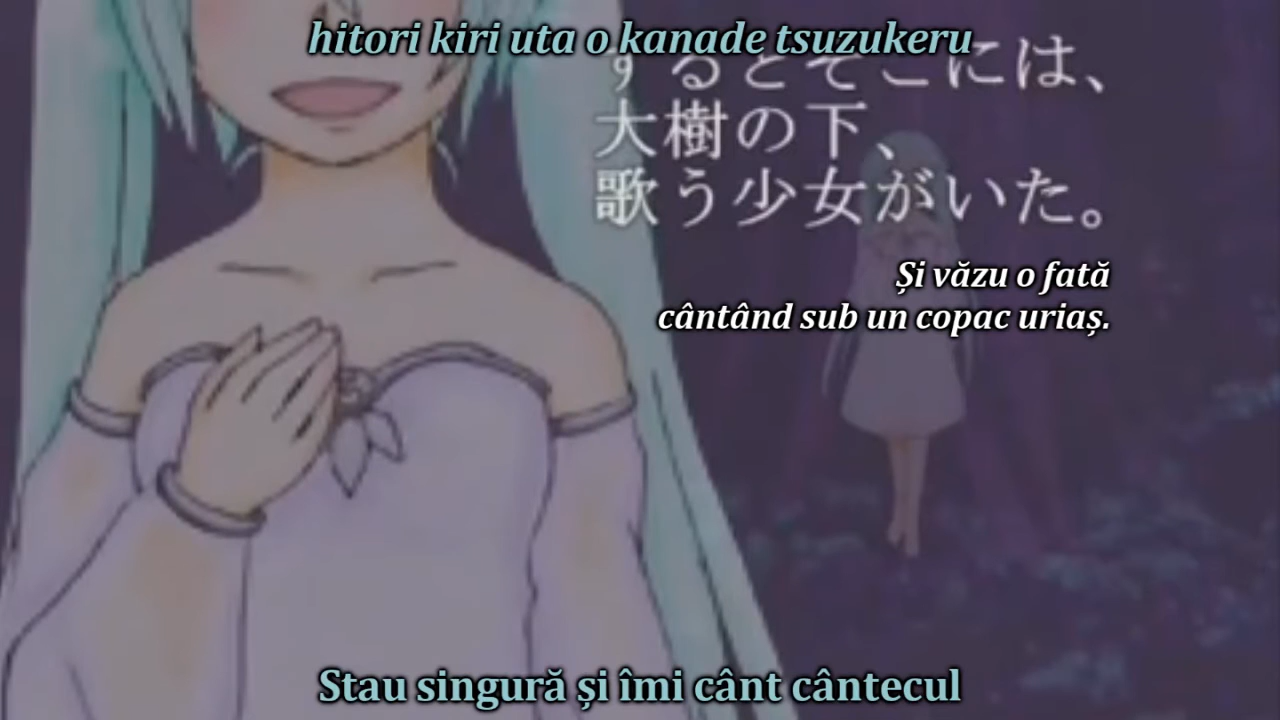 hitori kiri uta o kanade tsuzukeru
するとそこには、
大樹の下、
歌う少女がいた。
Și văzu o fată
cântând sub un copac uriaș.
Stau singură și îmi cânt cântecul